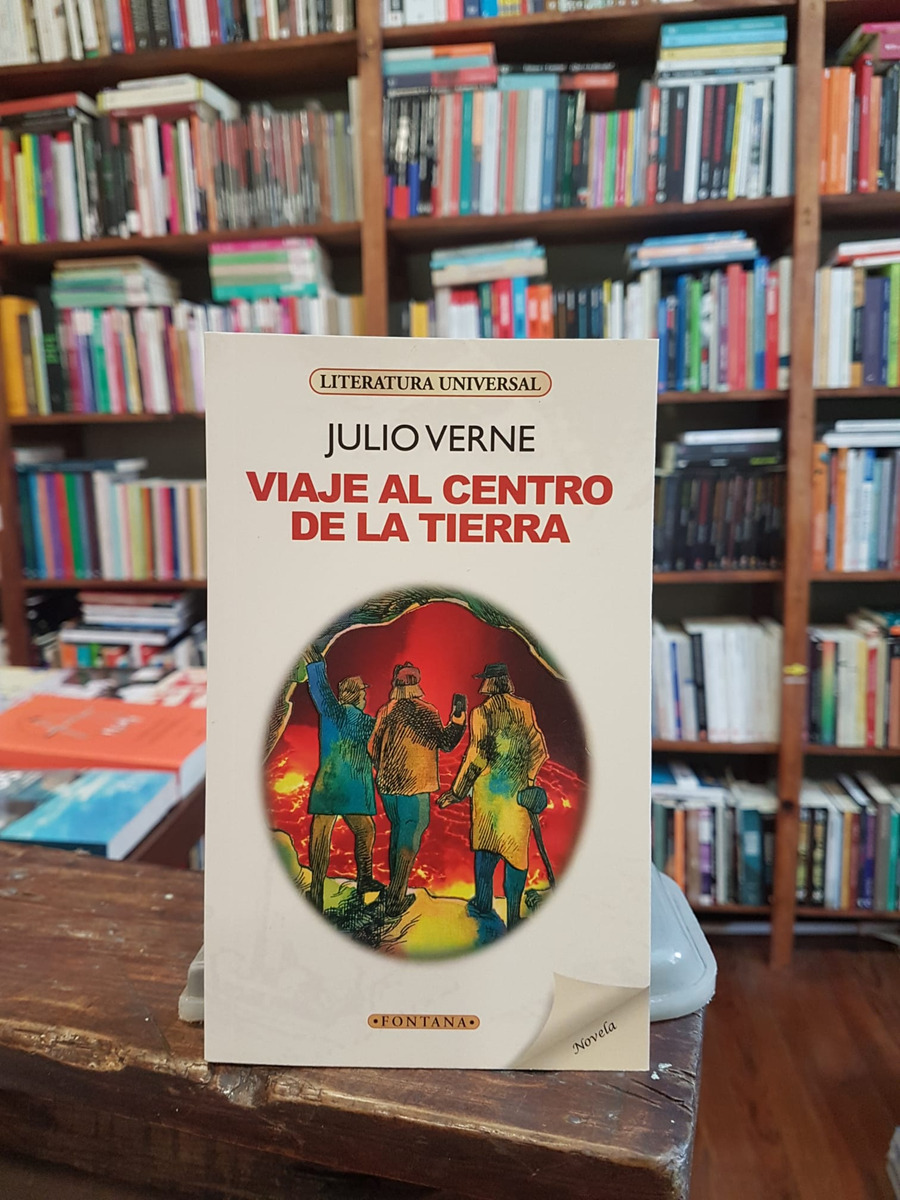 LITERATURA UNIVERSAL
JULIO VERNE
VIAJE AL CENTRO
DE LA TIERRA
•FONTANA•
Novela